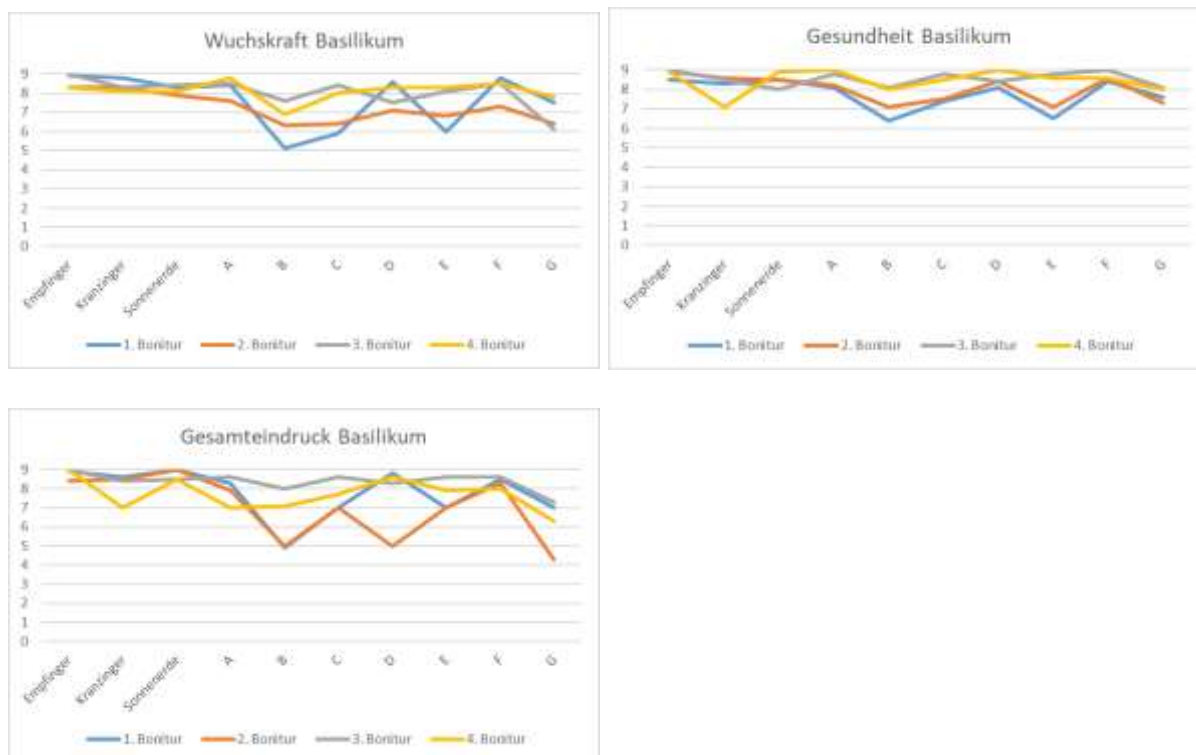 Wuchskraft Basilikum
9
8
7
6
5
4
3
2
1
0
Empfinger
Kranzinger
Sonnenerde
A
B
C
D
E
F
G
1. Bonitur 2. Bonitur 3. Bonitur 4. Bonitur
Gesundheit Basilikum
9
8
7
6
5
4
3
2
1
0
Empfinger
Kranzinger
Sonnenerde
A
B
C
D
E
F
G
1. Bonitur 2. Bonitur 3. Bonitur 4. Bonitur
Gesamteindruck Basilikum
9
8
7
6
5
4
3
2
1
0
Empfinger
Kranzinger
Sonnenerde
A
B
C
D
E
F
G
1. Bonitur 2. Bonitur 3. Bonitur 4. Bonitur